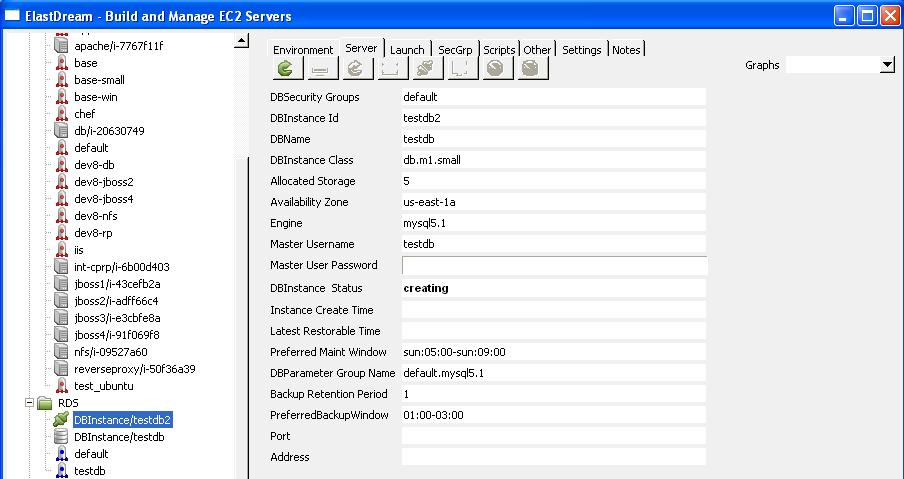 ElastDream - Build and Manage EC2 Servers
apache/i-7767f11f
base
base-small
base-win
chef
db/i-20630749
default
dev8-db
dev8-jboss2
dev8-jboss4
dev8-nfs
dev8-rp
iis
int-cprp/i-6b00d403
jboss1/i-43cefb2a
jboss2/i-adff66c4
jboss3/i-e3cbfe8a
jboss4/i-91f069f8
nfs/i-09527a60
reverseproxy/i-50f36a39
test_ubuntu
RDS
DBInstance/testdb2
DBInstance/testdb
default
testdb
Environment Server Launch SecGrp Scripts Other Settings Notes
Graphs
DBSecurity Groups default
DBInstance Id testdb2
DBName testdb
DBInstance Class db.m1.small
Allocated Storage 5
Availability Zone us-east-1a
Engine mysql5.1
Master Username testdb
Master User Password
DBInstance Status creating
Instance Create Time
Latest Restorable Time
Preferred Maint Window sun:05:00-sun:09:00
DBParameter Group Name default.mysql5.1
Backup Retention Period 1
PreferredBackupWindow 01:00-03:00
Port
Address